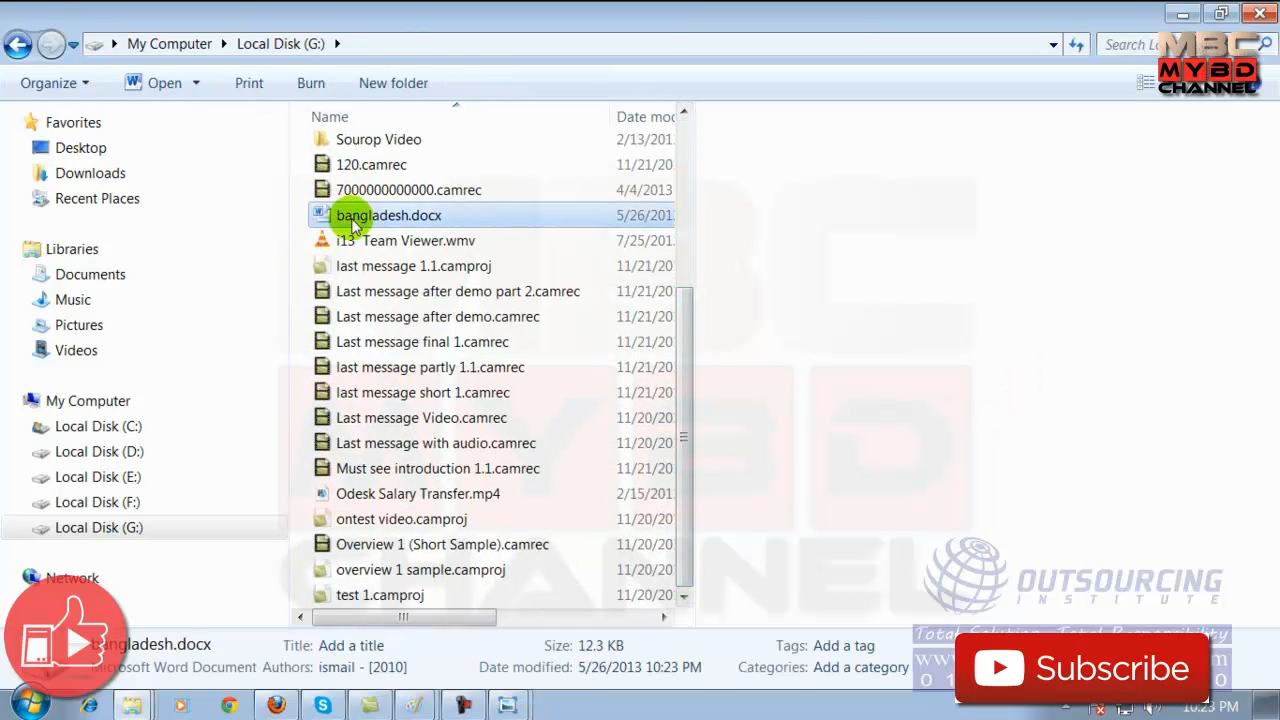 My Computer
Local Disk (G:)
MBC
MYBD
CHANNEL
Organize
Open
Print
Burn
New folder
Favorites
Desktop
Downloads
Recent Places
Libraries
Documents
Music
Pictures
Videos
My Computer
Local Disk (C:)
Local Disk (D:)
Local Disk (E:)
Local Disk (F:)
Local Disk (G:)
Network
Name
Sourop Video 2/13/201
120.camrec 11/21/20
7000000000000.camrec 4/4/2013
bangladesh.docx 5/26/201
i13 Team Viewer.wmv 7/25/201
last message 1.1.camproj 11/21/20
Last message after demo part 2.camrec 11/21/20
Last message after demo.camrec 11/21/20
Last message final 1.camrec 11/21/20
last message partly 1.1.camrec 11/21/20
last message short 1.camrec 11/21/20
Last message Video.camrec 11/20/20
Last message with audio.camrec 11/20/20
Must see introduction 1.1.camrec 11/21/20
Odesk Salary Transfer.mp4 2/15/201
ontest video.camproj 11/20/20
Overview 1 (Short Sample).camrec 11/20/20
overview 1 sample.camproj 11/20/20
test 1.camproj 11/20/20
MBC
MYBD
CHANNEL
OUTSOURCING
INSTITUTE
Total Solution, Total Responsibility
bangladesh.docx Title: Add a title Size: 12.3 KB Tags: Add a tag
Microsoft Word Document Authors: ismail - [2010] Date modified: 5/26/2013 10:23 PM Categories: Add a category
Subscribe
10:23 PM